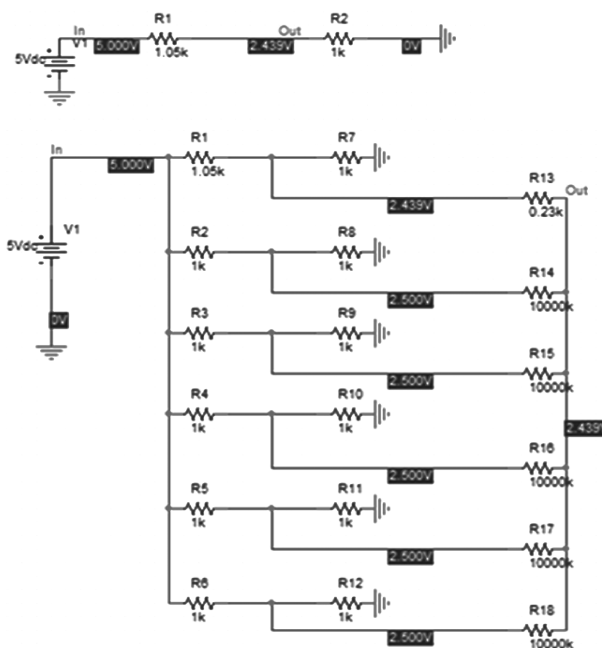 R1 Out R2
In
V1 5.000V 2.439V 0V
5Vdc 1.05k 1k
R1 R7
In
5.000V 1.05k 1k
R13 Out
2.439V 0.23k
V1 R2 R8
5Vdc 1k 1k
R14
2.500V 10000k
0V R3 R9
1k 1k
R15
2.500V 10000k
R4 R10
1k 1k
2.439V
R16
2.500V 10000k
R5 R11
1k 1k
R17
2.500V 10000k
R6 R12
1k 1k
R18
2.500V 10000k